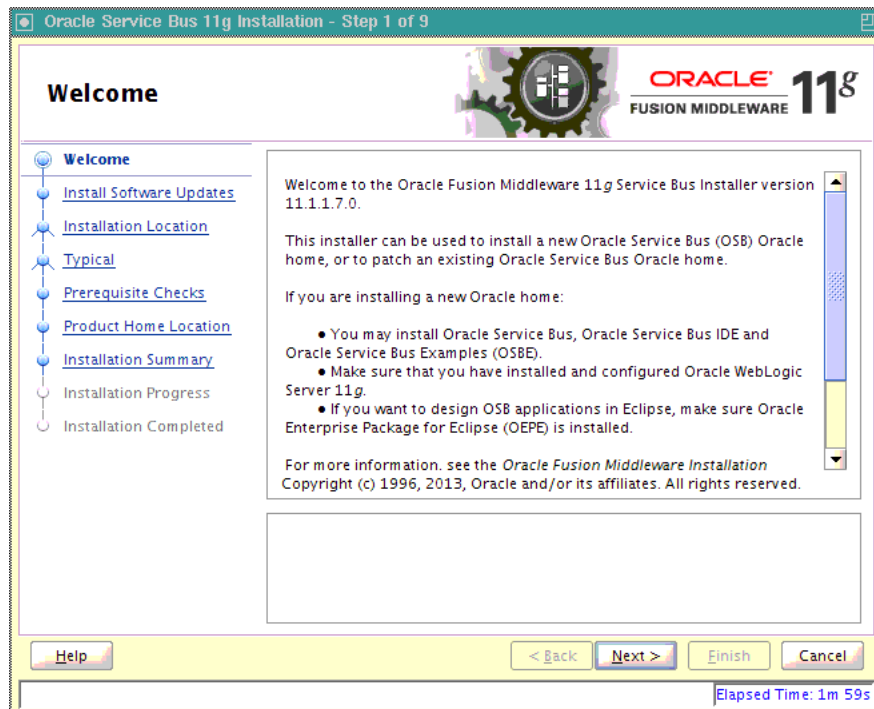 Oracle Service Bus 11g Installation - Step 1 of 9
Welcome
ORACLE
FUSION MIDDLEWARE
11g
Welcome
Install Software Updates
Installation Location
Typical
Prerequisite Checks
Product Home Location
Installation Summary
Installation Progress
Installation Completed
Welcome to the Oracle Fusion Middleware 11g Service Bus Installer version
11.1.1.7.0.
This installer can be used to install a new Oracle Service Bus (OSB) Oracle
home, or to patch an existing Oracle Service Bus Oracle home.
If you are installing a new Oracle home:
● You may install Oracle Service Bus, Oracle Service Bus IDE and
Oracle Service Bus Examples (OSBE).
● Make sure that you have installed and configured Oracle WebLogic
Server 11g.
● If you want to design OSB applications in Eclipse, make sure Oracle
Enterprise Package for Eclipse (OEPE) is installed.
For more information. see the Oracle Fusion Middleware Installation
Copyright (c) 1996, 2013, Oracle and/or its affiliates. All rights reserved.
Help
< Back
Next >
Finish
Cancel
Elapsed Time: 1m 59s